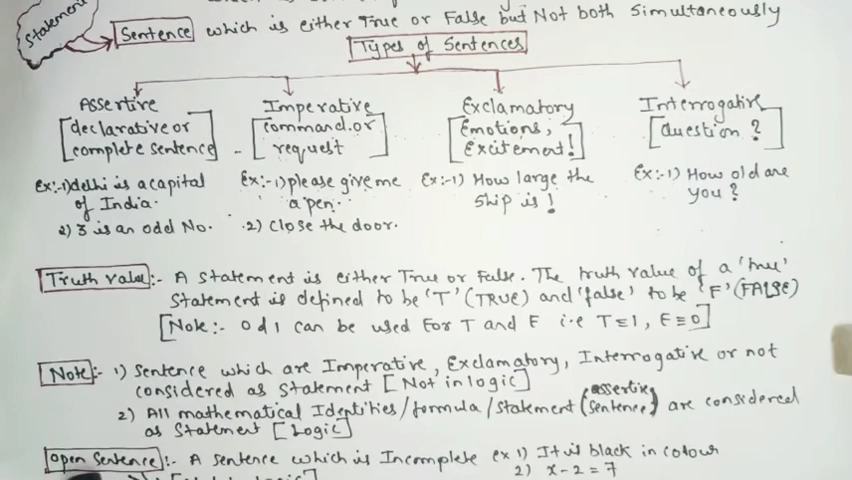 Statement
Sentence which is either True or False but Not both simultaneously
Types of Sentences
Assertive
[declarative or
complete sentence]
Ex:-1) delhi is a capital
of India.
2) 3 is an odd No.
Imperative
[command or
request]
Ex:-1) please give me
a pen.
2) Close the door.
Exclamatory
[Emotions,
Excitement!]
Ex:-1) How large the
ship is!
Interrogative
[Question ?]
Ex:-1) How old are
you ?
Truth value:- A statement is either True or False. The truth value of a 'true'
statement is defined to be 'T' (TRUE) and 'false' to be 'F' (FALSE)
[Note:- 0 d 1 can be used for T and F i.e T≡1, F≡0]
Note:- 1) Sentence which are Imperative, Exclamatory, Interrogative or not
considered as statement [Not in logic]
2) All mathematical Identities/formula/statement (assertive sentence) are considered
as statement [Logic]
Open Sentence:- A sentence which is Incomplete ex 1) It is black in colour
2) x-2=7